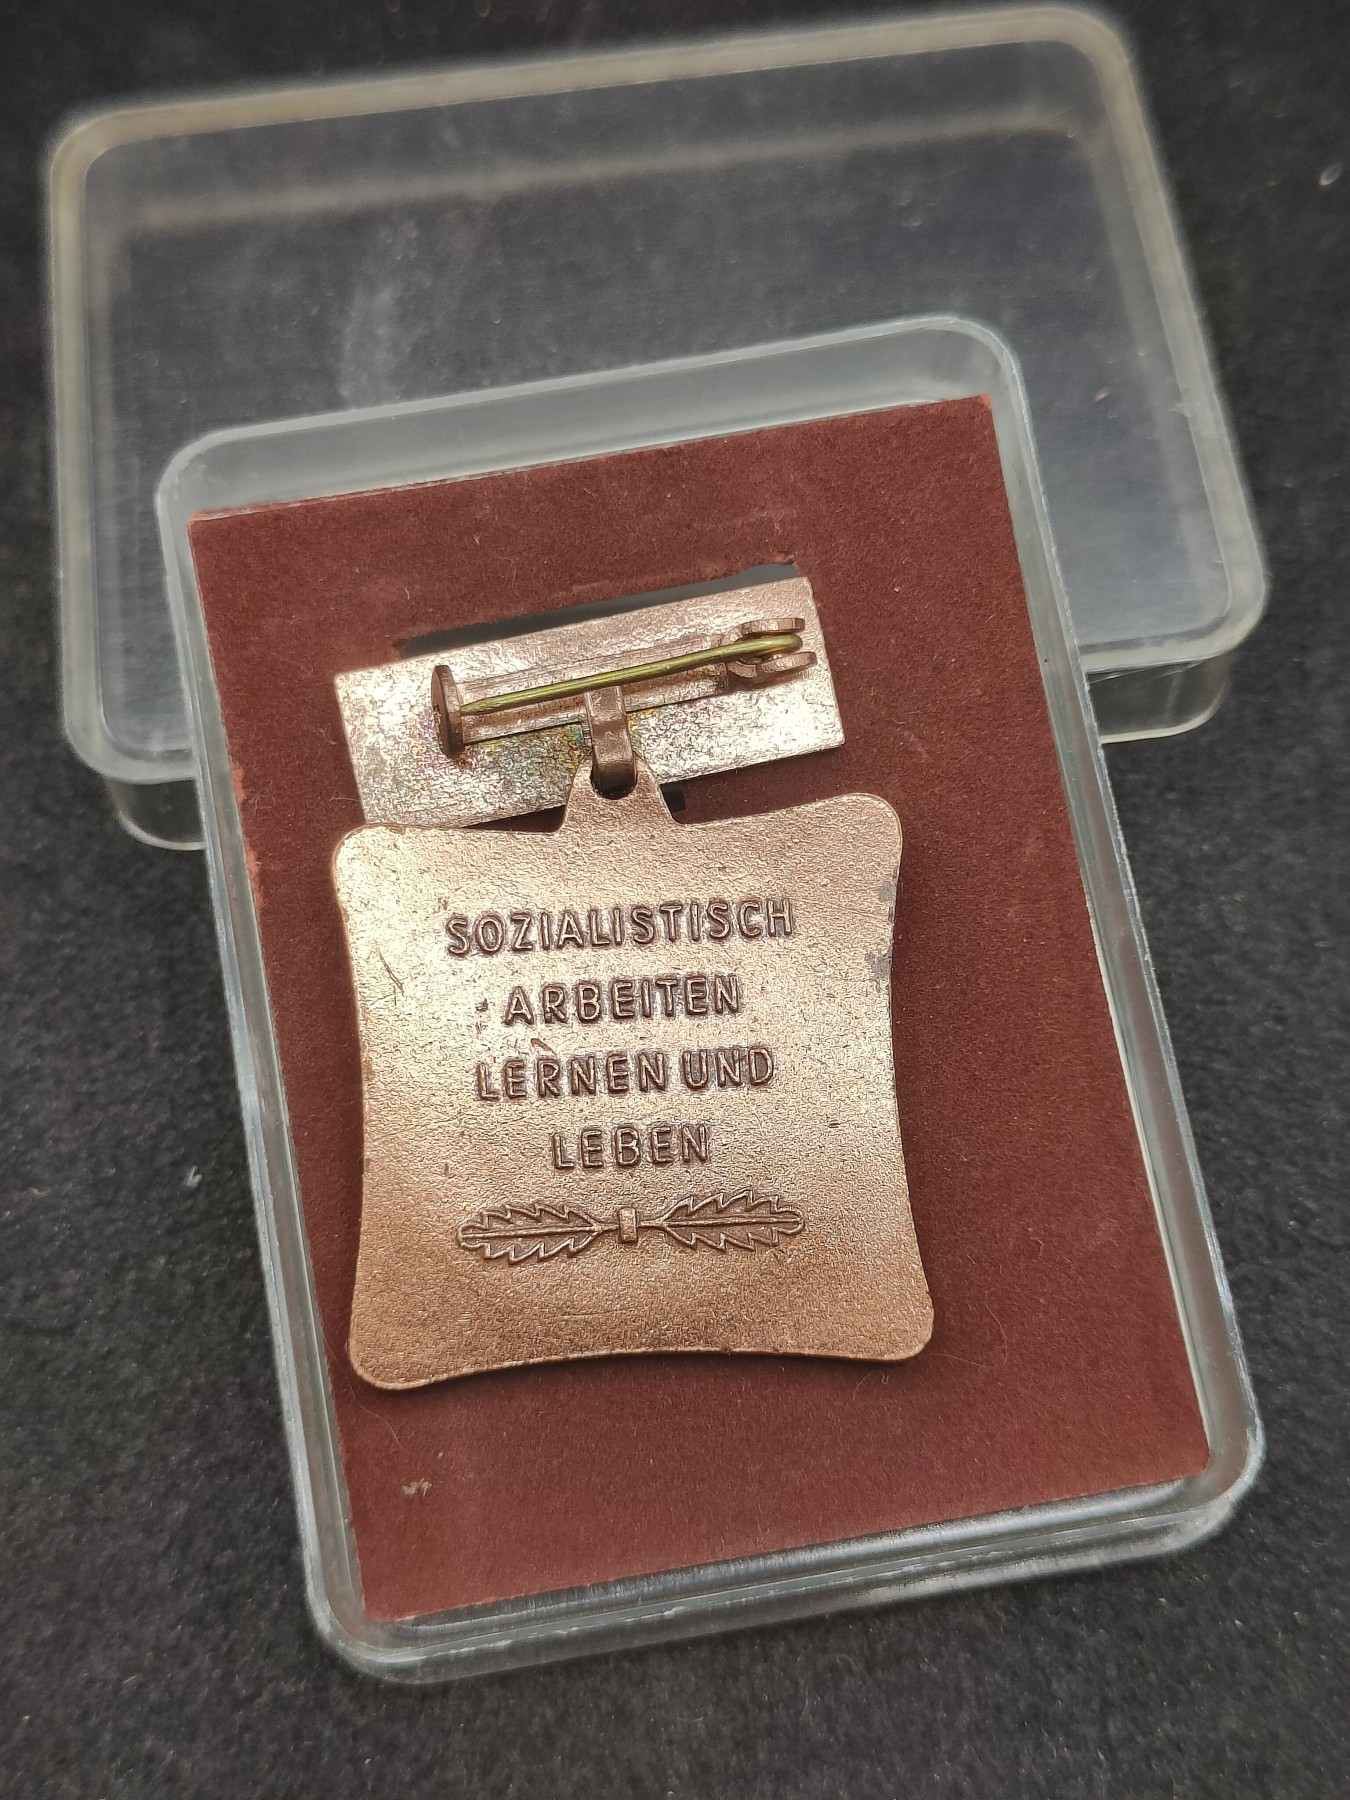 SOZIALISTISCH
ARBEITEN
LERNEN UND
LEBEN